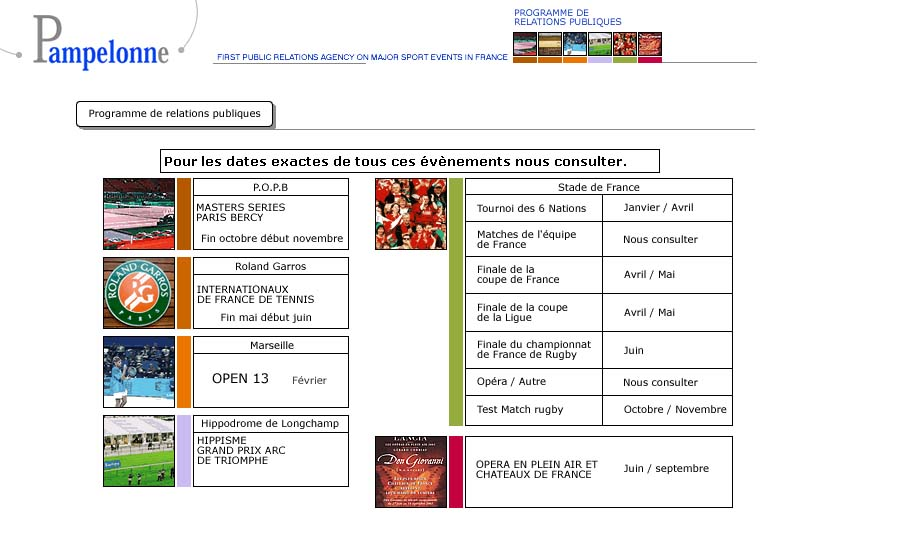 Pampelonne
FIRST PUBLIC RELATIONS AGENCY ON MAJOR SPORT EVENTS IN FRANCE
PROGRAMME DE
RELATIONS PUBLIQUES
Programme de relations publiques
Pour les dates exactes de tous ces évènements nous consulter.
P.O.P.B
MASTERS SERIES
PARIS BERCY
Fin octobre début novembre
ROLAND GARROS
PARIS
Roland Garros
INTERNATIONAUX
DE FRANCE DE TENNIS
Fin mai début juin
Marseille
OPEN 13 Février
Hippodrome de Longchamp
HIPPISME
GRAND PRIX ARC
DE TRIOMPHE
Stade de France
Tournoi des 6 Nations Janvier / Avril
Matches de l'équipe
de France
Nous consulter
Finale de la
coupe de France
Avril / Mai
Finale de la coupe
de la Ligue
Avril / Mai
Finale du championnat
de France de Rugby
Juin
Opéra / Autre Nous consulter
Test Match rugby Octobre / Novembre
Don Giovanni
OPERA EN PLEIN AIR ET
CHATEAUX DE FRANCE
Juin / septembre